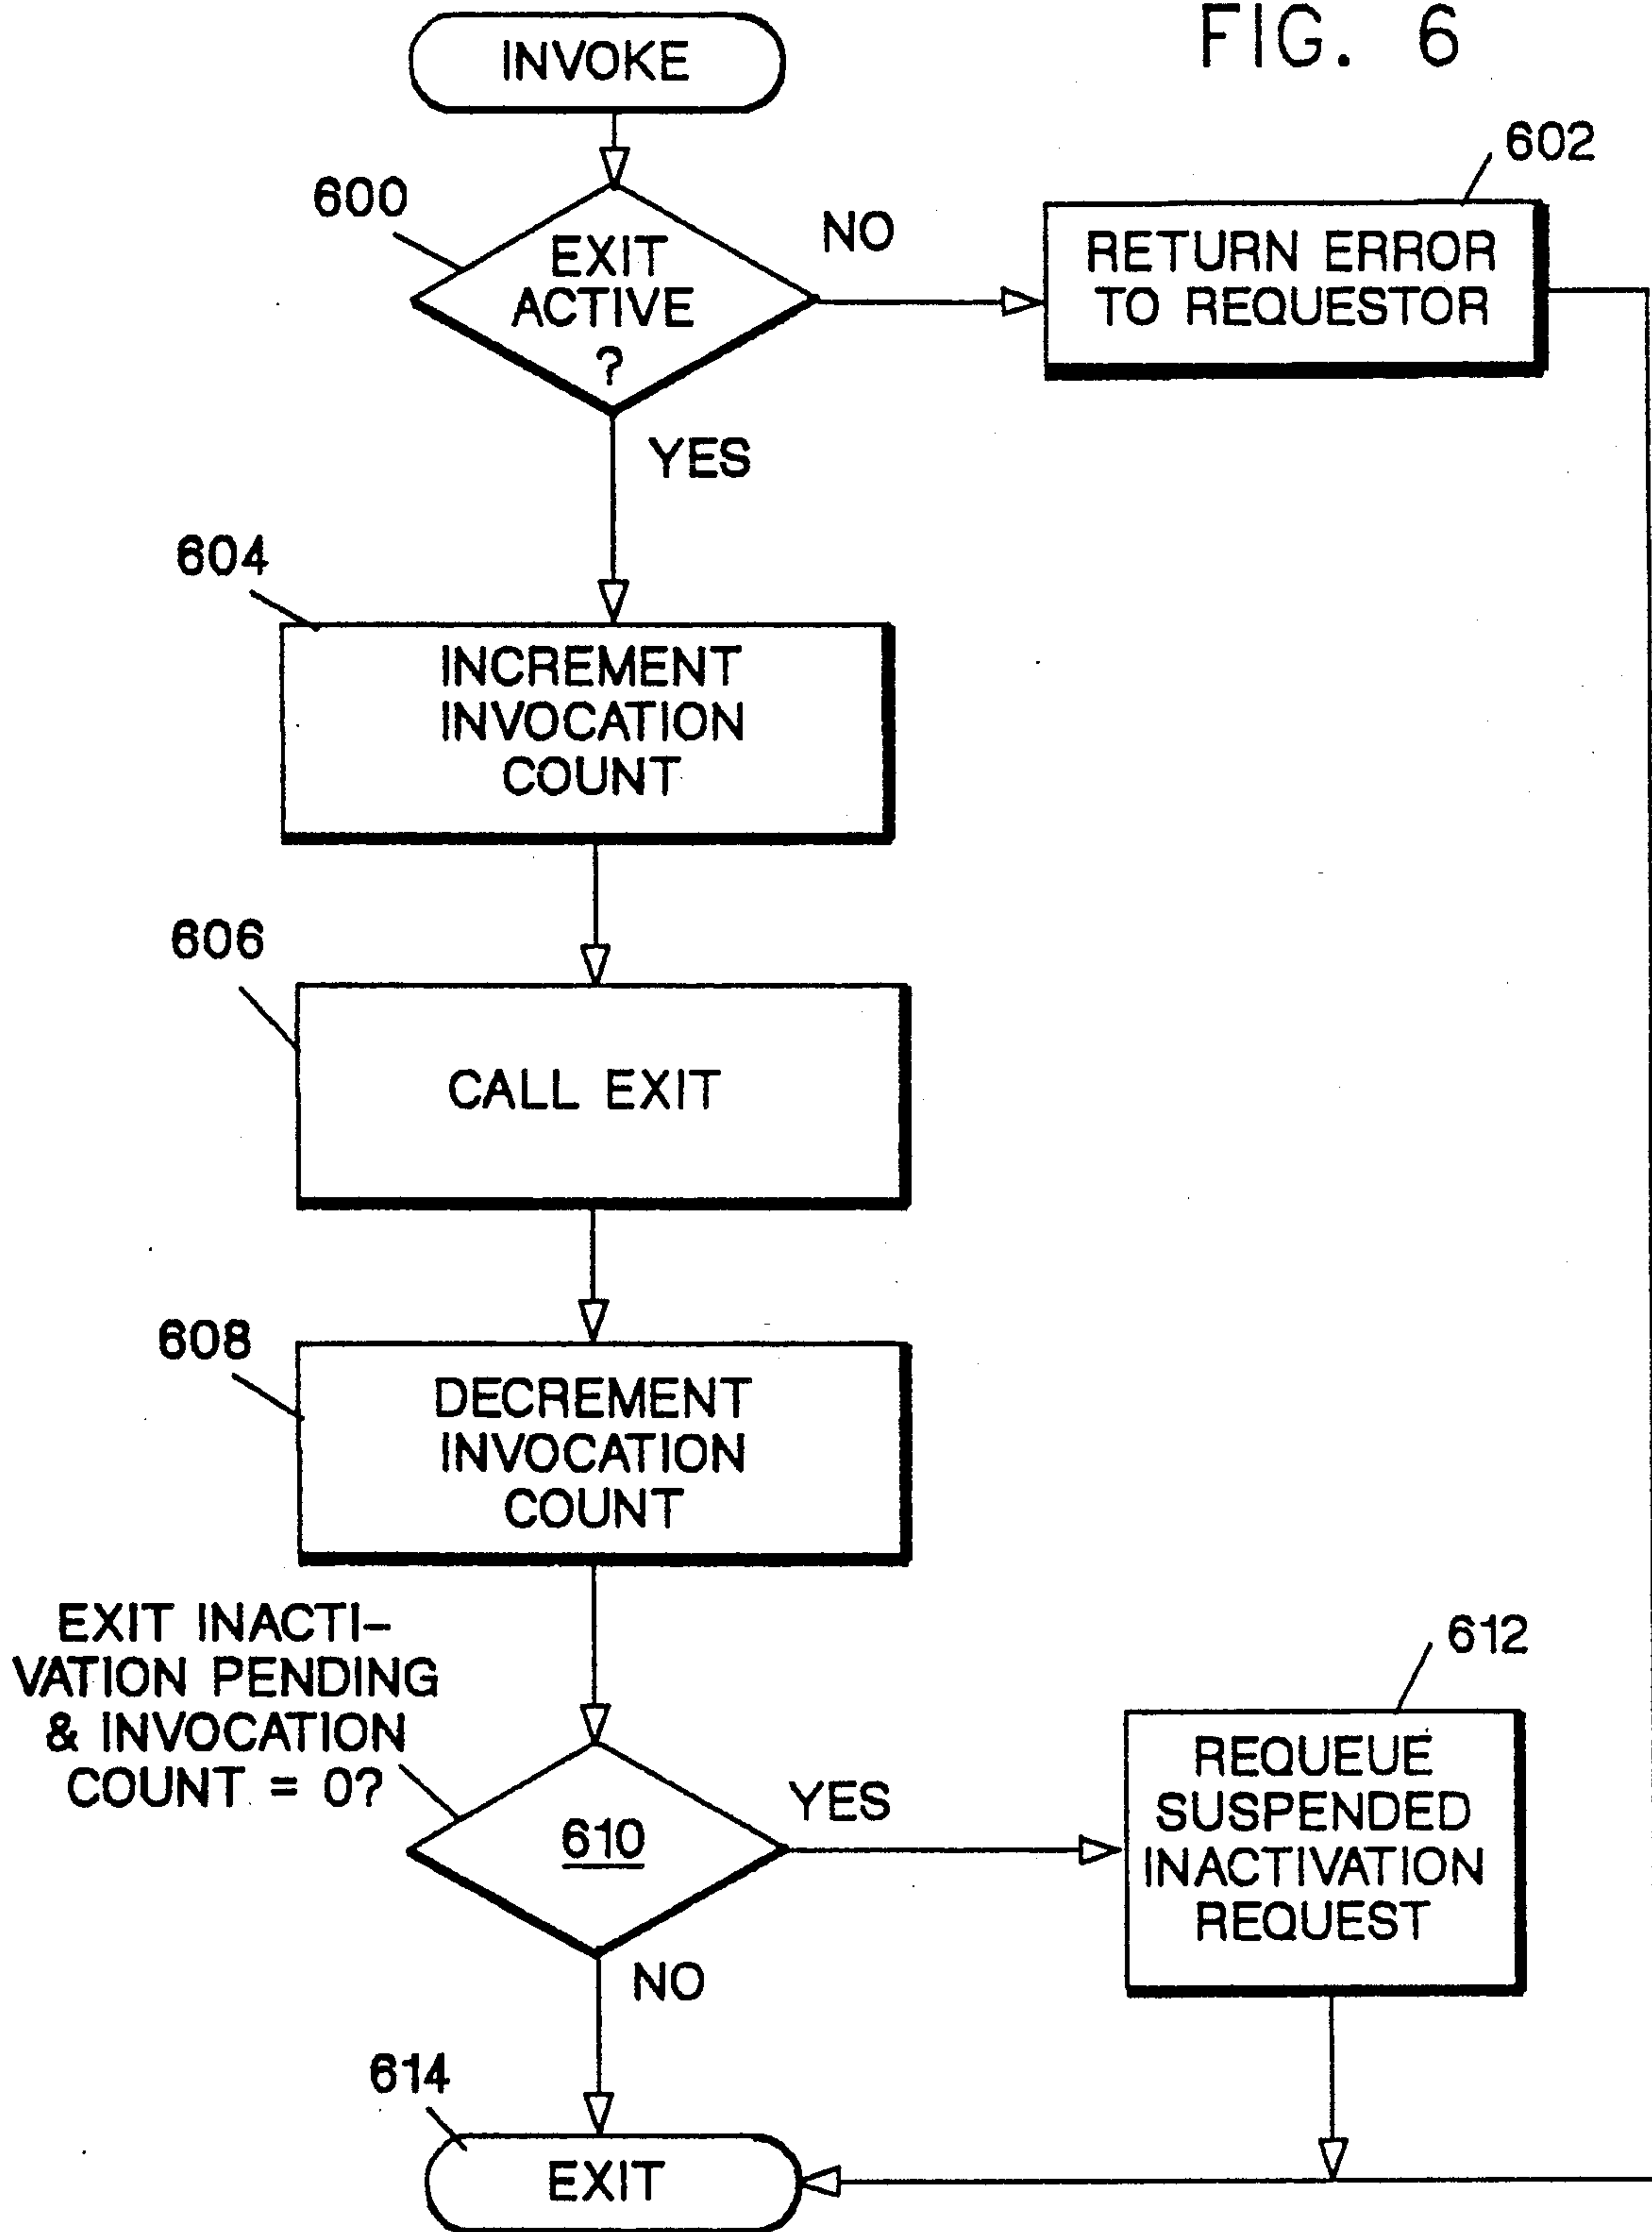 FIG. 6
INVOKE
600
EXIT
ACTIVE
?
NO
602
RETURN ERROR
TO REQUESTOR
YES
604
INCREMENT
INVOCATION
COUNT
606
CALL EXIT
608
DECREMENT
INVOCATION
COUNT
EXIT INACTI-
VATION PENDING
& INVOCATION
COUNT = 0?
610
YES
612
REQUEUE
SUSPENDED
INACTIVATION
REQUEST
NO
614
EXIT